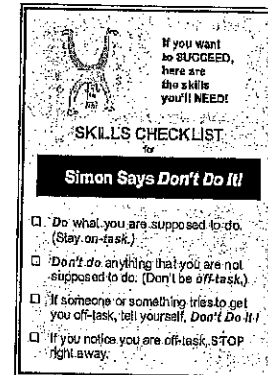 If you want
to SUCCEED,
here are
the skills
you'll NEED!
SKILLS CHECKLIST
for
Simon Says Don't Do It!
☐ Do what you are supposed to do.
(Stay on-task.)
☐ Don't do anything that you are not
supposed to do. (Don't be off-task.)
☐ If someone or something tries to get
you off-task, tell yourself, Don't Do It!
☐ If you notice you are off-task, STOP
right away.